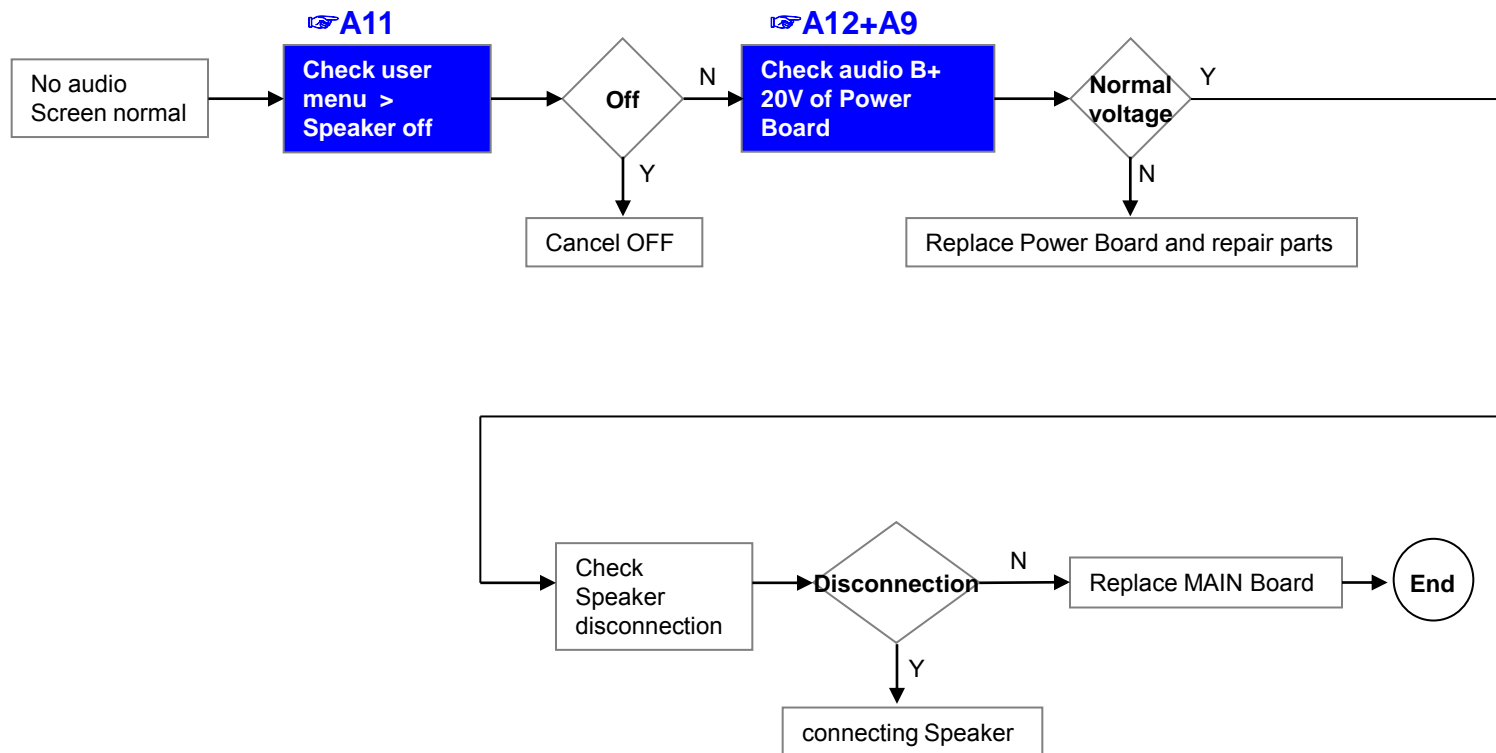 ☞A11
☞A12+A9
No audio
Screen normal
Check user
menu >
Speaker off
Off
N
Check audio B+
20V of Power
Board
Normal
voltage
Y
Y
N
Cancel OFF
Replace Power Board and repair parts
Check
Speaker
disconnection
Disconnection
N
Replace MAIN Board
End
Y
connecting Speaker